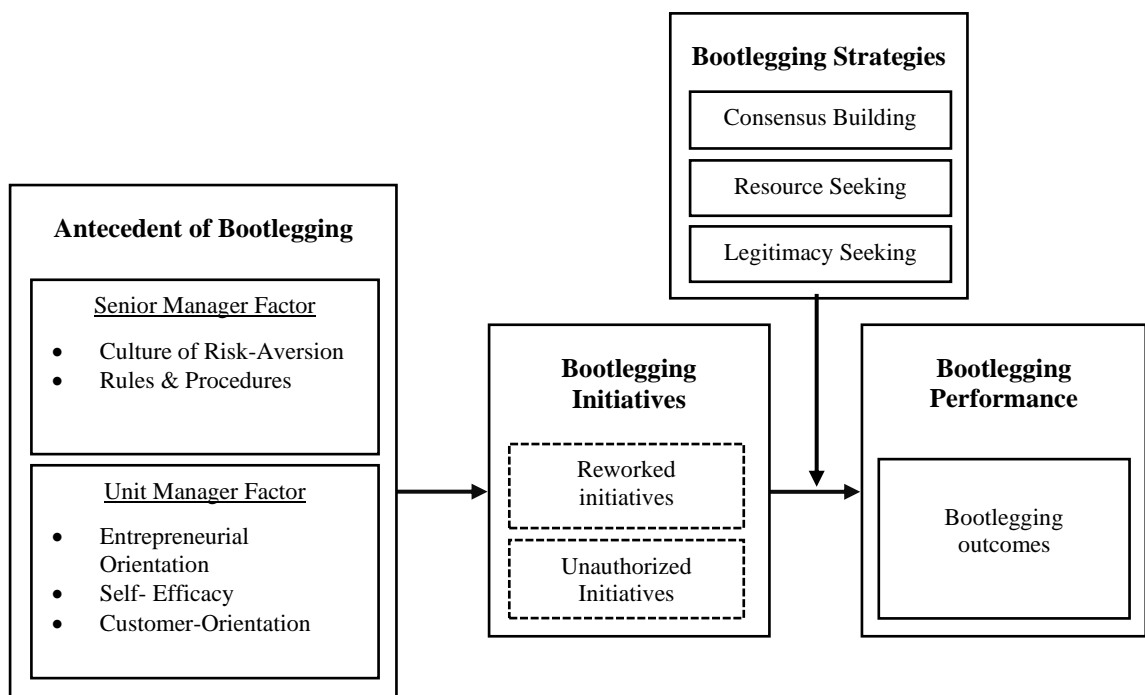 Bootlegging Strategies
Consensus Building
Resource Seeking
Legitimacy Seeking
Antecedent of Bootlegging
Senior Manager Factor
• Culture of Risk-Aversion
• Rules & Procedures
Unit Manager Factor
• Entrepreneurial
Orientation
• Self- Efficacy
• Customer-Orientation
Bootlegging
Initiatives
Reworked
initiatives
Unauthorized
Initiatives
Bootlegging
Performance
Bootlegging
outcomes